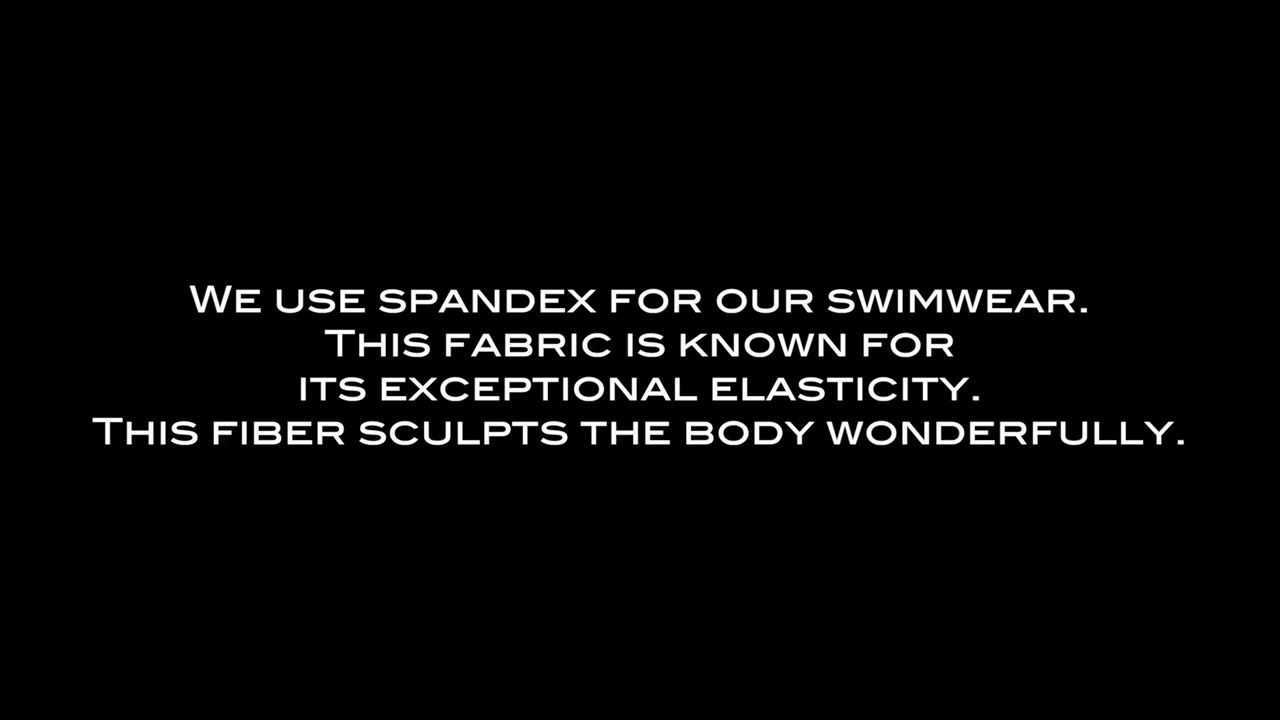 We use spandex for our swimwear.
This fabric is known for
its exceptional elasticity.
This fiber sculpts the body wonderfully.